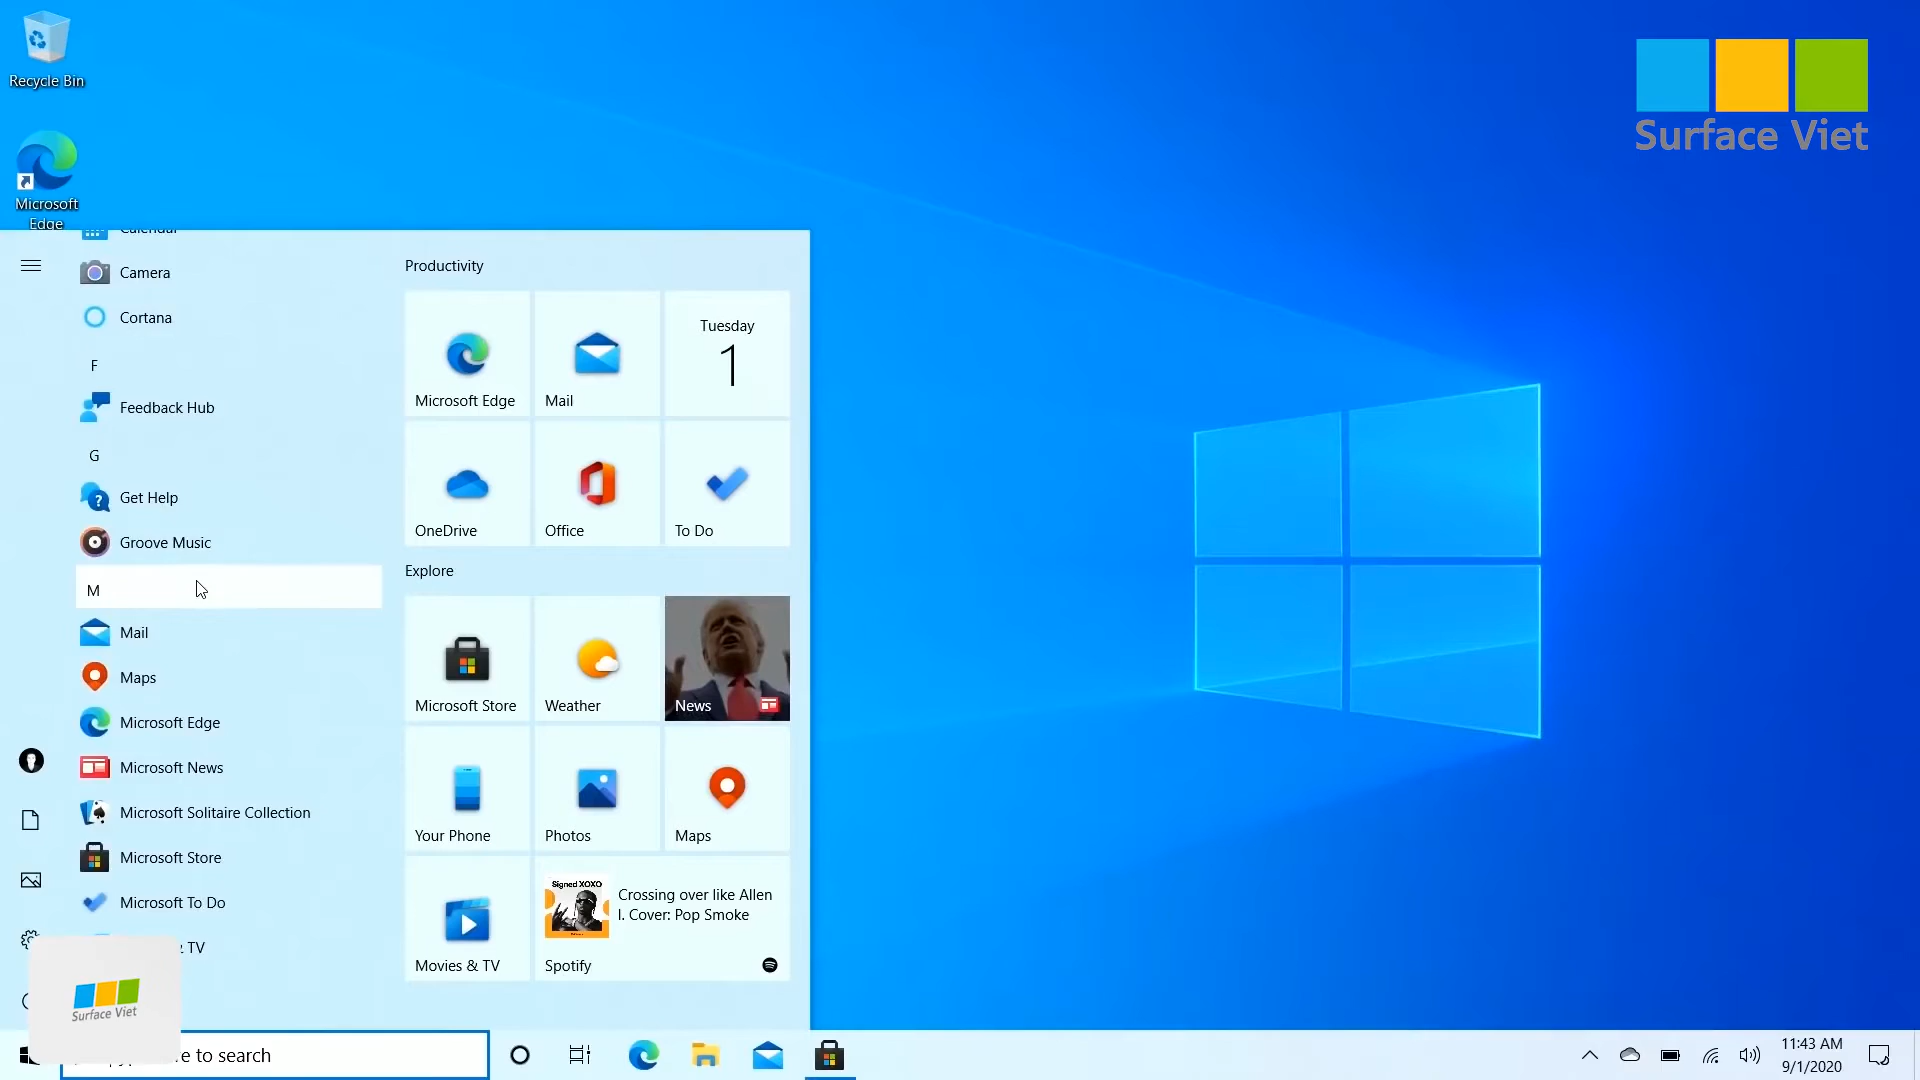 Recycle Bin
Microsoft
Edge
Surface Viet
Calendar
Camera
Cortana
F
Feedback Hub
G
Get Help
Groove Music
M
Mail
Maps
Microsoft Edge
Microsoft News
Microsoft Solitaire Collection
Microsoft Store
Microsoft To Do
& TV
Productivity
Microsoft Edge
Mail
Tuesday
1
OneDrive
Office
To Do
Explore
Microsoft Store
Weather
News
Your Phone
Photos
Maps
Movies & TV
Signed XOXO
Crossing over like Allen
I. Cover: Pop Smoke
Spotify
Surface Viet
to search
11:43 AM
9/1/2020